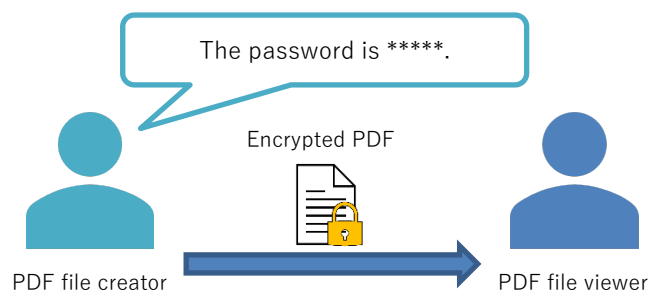 The password is *****.
Encrypted PDF
PDF file creator
PDF file viewer